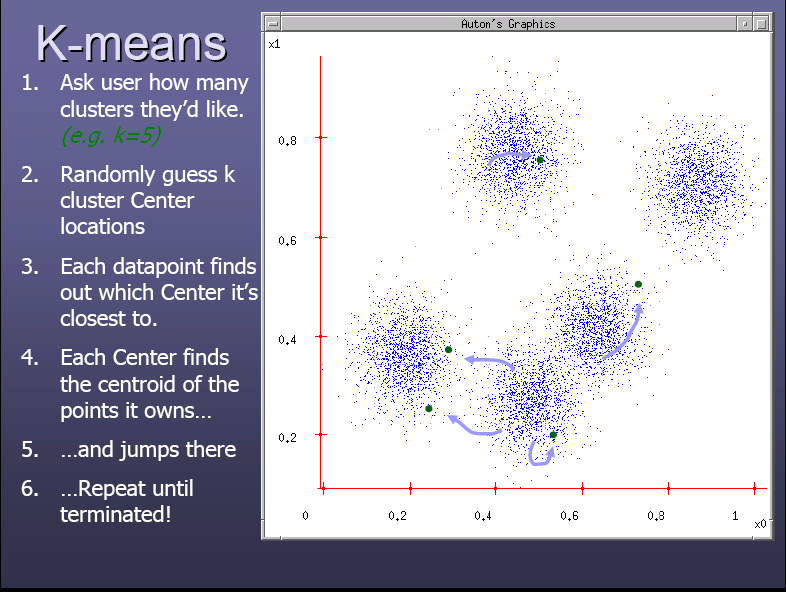 K-means
1. Ask user how many
clusters they'd like.
(e.g. k=5)
2. Randomly guess k
cluster Center
locations
3. Each datapoint finds
out which Center it's
closest to.
4. Each Center finds
the centroid of the
points it owns…
5. …and jumps there
6. …Repeat until
terminated!
Auton's Graphics
x1
0.8
0.6
0.4
0.2
0 0.2 0.4 0.6 0.8 1 x0